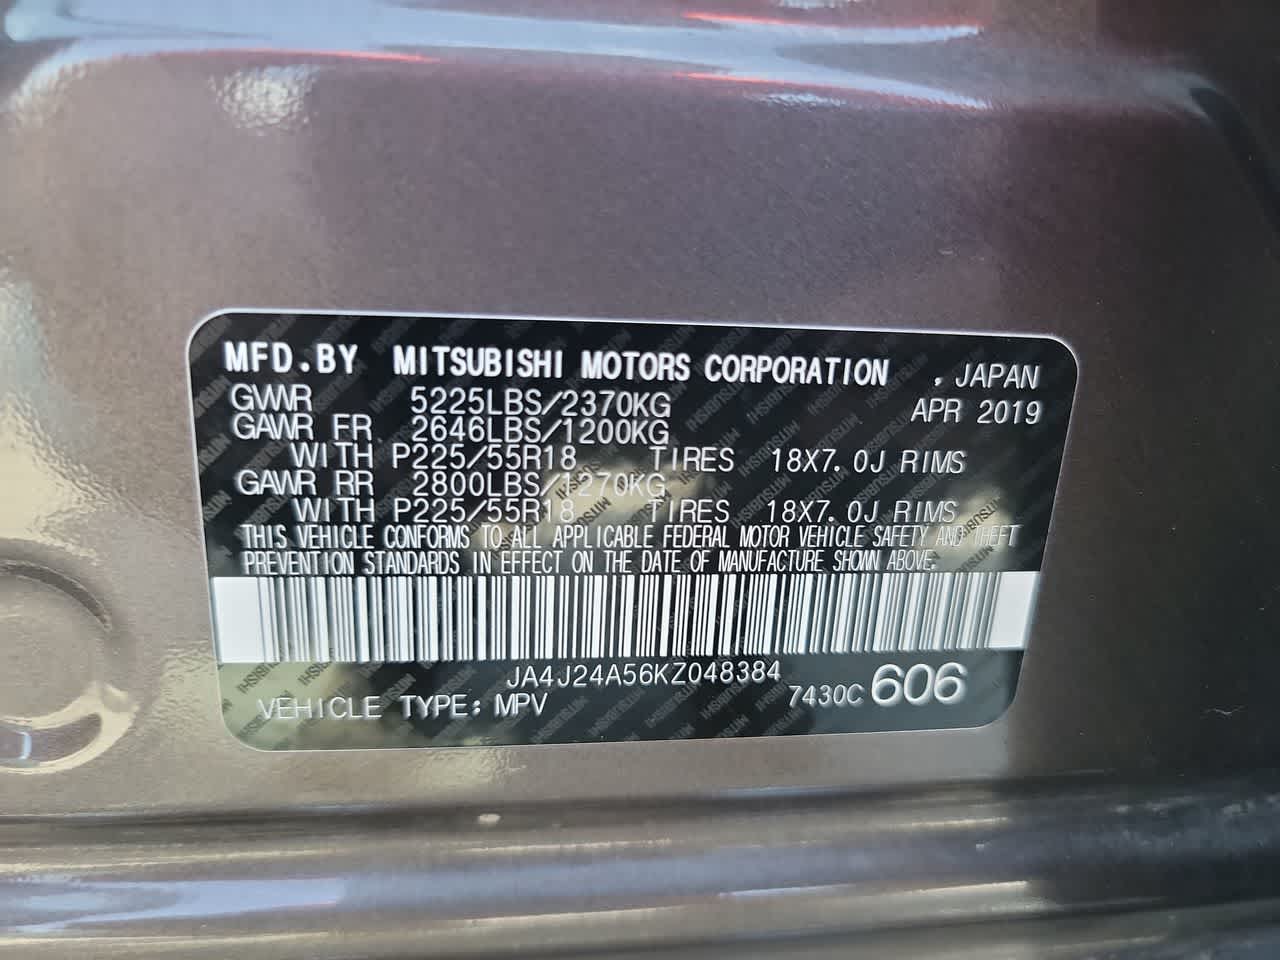 MFD.BY MITSUBISHI MOTORS CORPORATION , JAPAN
GVWR 5225LBS/2370KG APR 2019
GAWR FR 2646LBS/1200KG
WITH P225/55R18 TIRES 18X7.0J RIMS
GAWR RR 2800LBS/1270KG
WITH P225/55R18 TIRES 18X7.0J RIMS
THIS VEHICLE CONFORMS TO ALL APPLICABLE FEDERAL MOTOR VEHICLE SAFETY AND THEFT
PREVENTION STANDARDS IN EFFECT ON THE DATE OF MANUFACTURE SHOWN ABOVE.
JA4J24A56KZ048384
VEHICLE TYPE: MPV 7430C 606